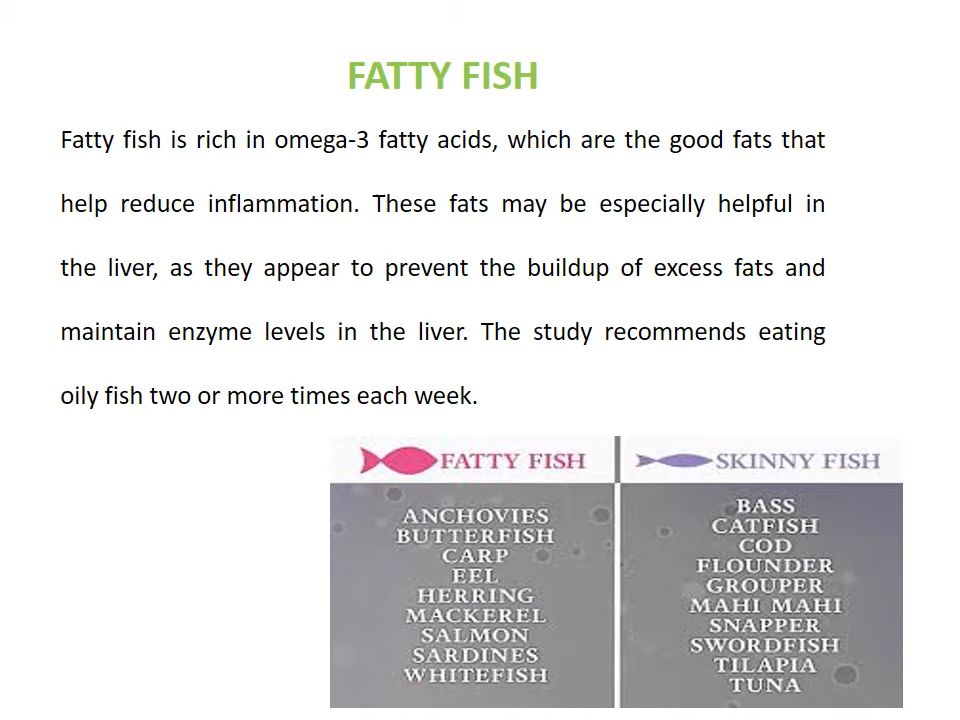 FATTY FISH
Fatty fish is rich in omega-3 fatty acids, which are the good fats that
help reduce inflammation. These fats may be especially helpful in
the liver, as they appear to prevent the buildup of excess fats and
maintain enzyme levels in the liver. The study recommends eating
oily fish two or more times each week.
FATTY FISH
ANCHOVIES
BUTTERFISH
CARP
EEL
HERRING
MACKEREL
SALMON
SARDINES
WHITEFISH
SKINNY FISH
BASS
CATFISH
COD
FLOUNDER
GROUPER
MAHI MAHI
SNAPPER
SWORDFISH
TILAPIA
TUNA